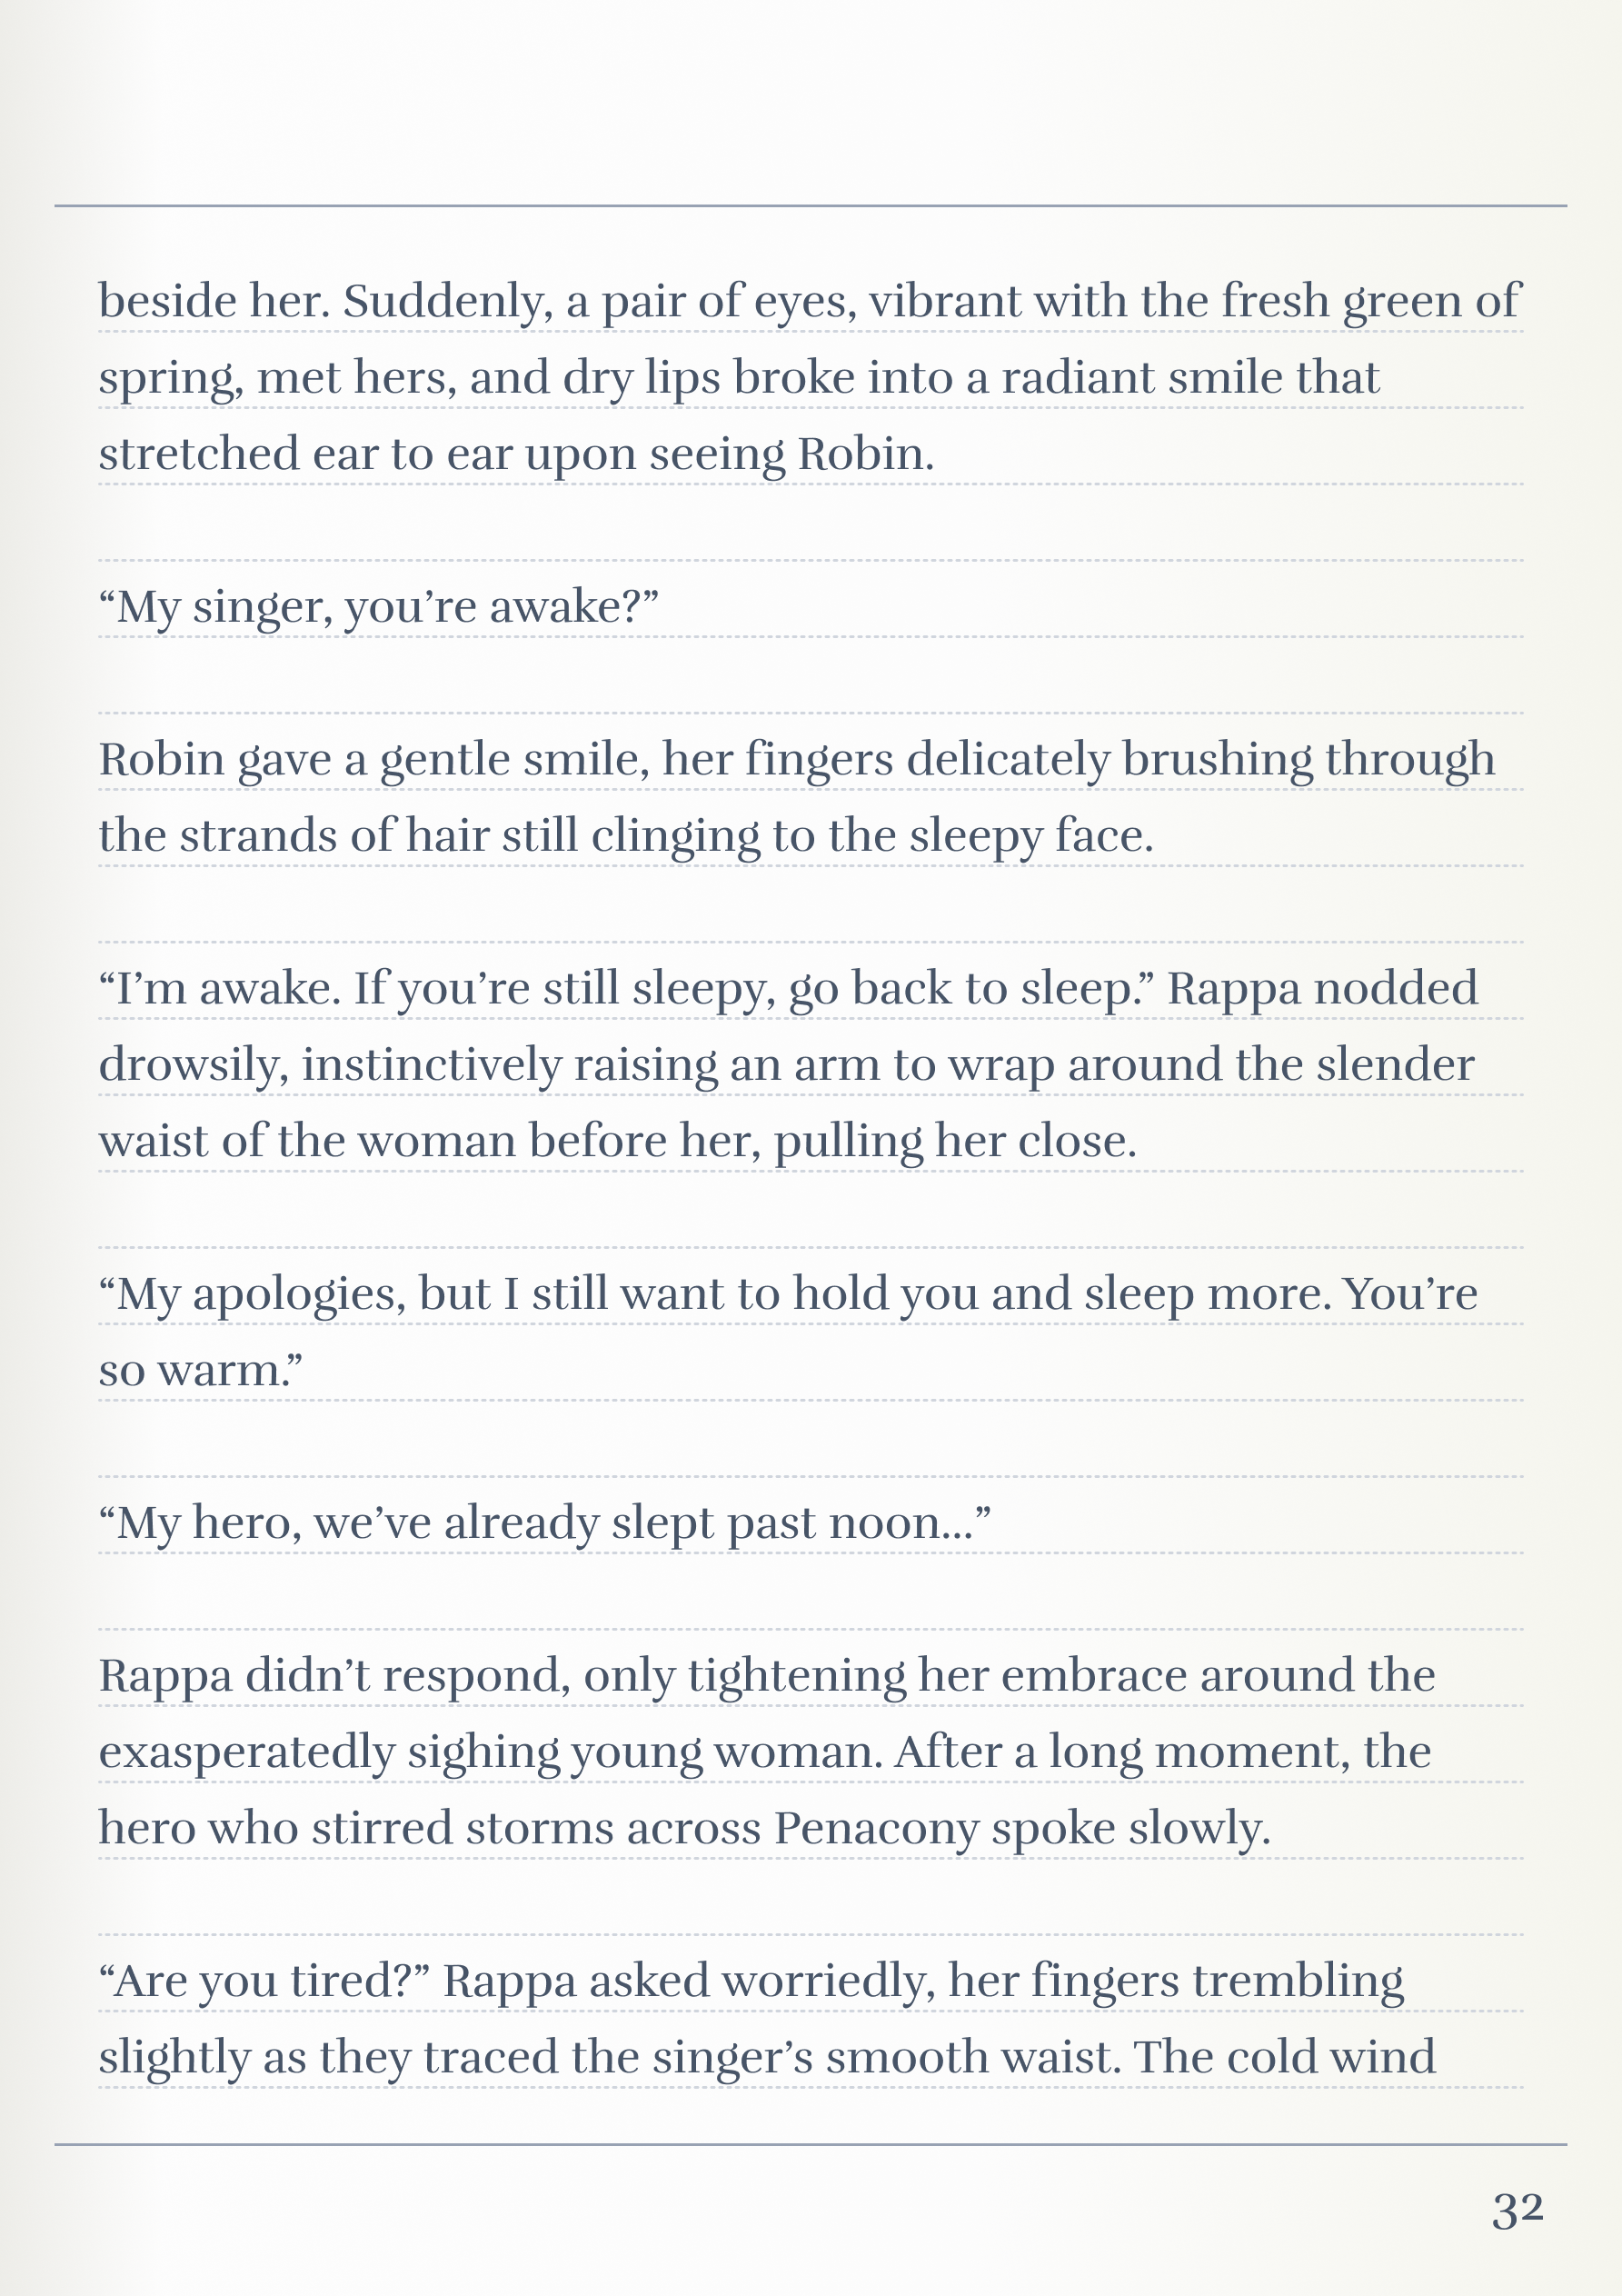 beside her. Suddenly, a pair of eyes, vibrant with the fresh green of
spring, met hers, and dry lips broke into a radiant smile that
stretched ear to ear upon seeing Robin.
“My singer, you’re awake?”
Robin gave a gentle smile, her fingers delicately brushing through
the strands of hair still clinging to the sleepy face.
“I’m awake. If you’re still sleepy, go back to sleep.” Rappa nodded
drowsily, instinctively raising an arm to wrap around the slender
waist of the woman before her, pulling her close.
“My apologies, but I still want to hold you and sleep more. You’re
so warm.”
“My hero, we’ve already slept past noon...”
Rappa didn’t respond, only tightening her embrace around the
exasperatedly sighing young woman. After a long moment, the
hero who stirred storms across Penacony spoke slowly.
“Are you tired?” Rappa asked worriedly, her fingers trembling
slightly as they traced the singer’s smooth waist. The cold wind
32